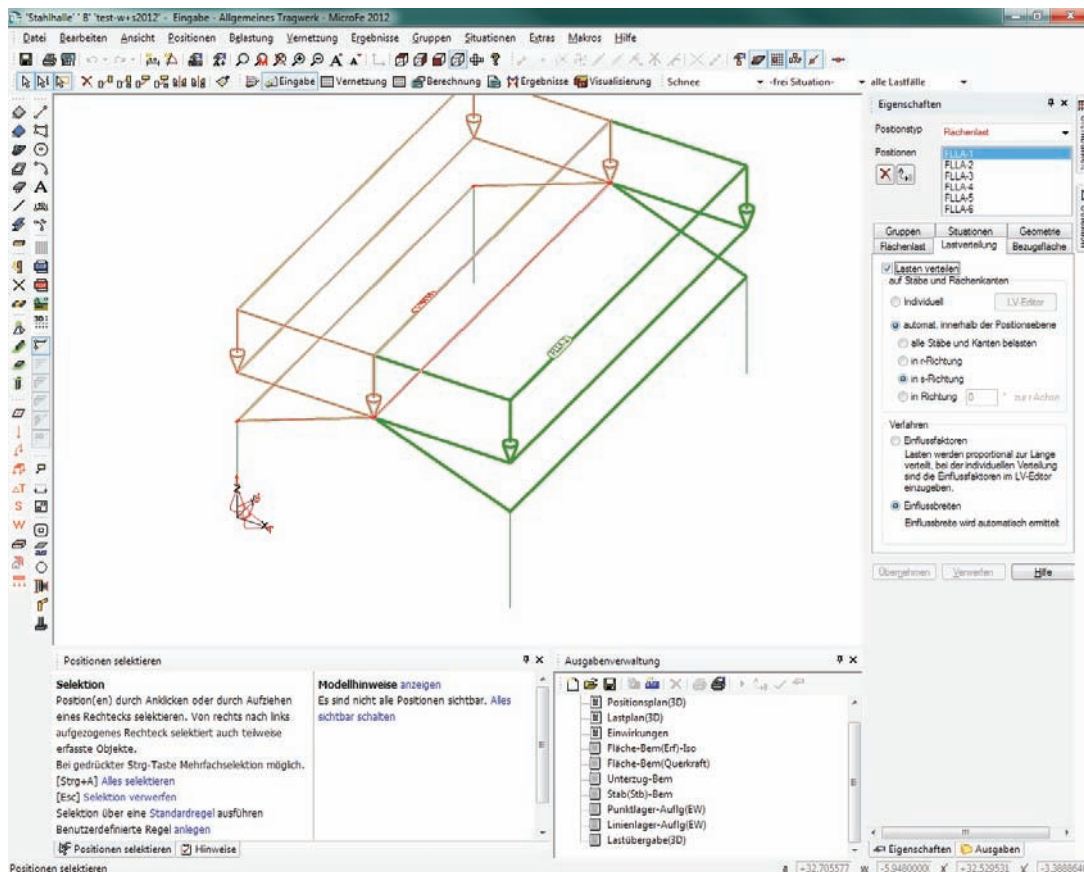 "Stahlhalle" ' B' 'test-w+s2012' - Eingabe - Allgemeines Tragwerk - MicroFe 2012
Datei Bearbeiten Ansicht Positionen Belastung Vernetzung Ergebnisse Gruppen Situationen Extras Makros Hilfe
Eingabe Vernetzung Berechnung Ergebnisse Visualisierung Schnee -frei Situation- alle Lastfälle
Eigenschaften
Positionstyp Flächenlast
Positionen FLLA-1
FLLA-2
FLLA-3
FLLA-4
FLLA-5
FLLA-6
Gruppen Situationen Geometrie
Flächenlast Lastverteilung Bezugsfläche
Lasten verteilen
auf Stäbe und Flächenkanten
Individuell LV-Editor
automat. innerhalb der Positionsebene
alle Stäbe und Kanten belasten
in r-Richtung
in s-Richtung
in Richtung 0 ° zur r-Achse
Verfahren
Einflussfaktoren
Lasten werden proportional zur Länge
verteilt, bei der individuellen Verteilung
sind die Einflussfaktoren im LV-Editor
einzugeben.
Einflussbreiten
Einflussbreite wird automatisch ermittelt
Übernehmen Verwerfen Hilfe
A A A
ΔT
S
W
Positionen selektieren
Selektion
Position(en) durch Anklicken oder durch Aufziehen
eines Rechtecks selektieren. Von rechts nach links
aufgezogenes Rechteck selektiert auch teilweise
erfasste Objekte.
Bei gedrückter Strg-Taste Mehrfachselektion möglich.
[Strg+A] Alles selektieren
[Esc] Selektion verwerfen
Selektion über eine Standardregel ausführen
Benutzerdefinierte Regel anlegen
Modellhinweise anzeigen
Es sind nicht alle Positionen sichtbar. Alles
sichtbar schalten
Positionen selektieren Hinweise
Ausgabenverwaltung
Positionsplan(3D)
Lastplan(3D)
Einwirkungen
Fläche-Bem(Erf)-Iso
Fläche-Bem(Querkraft)
Unterzug-Bem
Stab(Stb)-Bem
Punktlager-Auflg(EW)
Linienlager-Auflg(EW)
Lastübergabe(3D)
Eigenschaften Ausgaben
Positionen selektieren
a +32.705577 w -5.9480000 x +32.529531 y -3.3888640